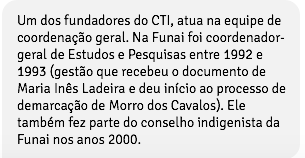 Um dos fundadores do CTI, atua na equipe de
coordenação geral. Na Funai foi coordenador-
geral de Estudos e Pesquisas entre 1992 e
1993 (gestão que recebeu o documento de
Maria Inês Ladeira e deu início ao processo de
demarcação de Morro dos Cavalos). Ele
também fez parte do conselho indigenista da
Funai nos anos 2000.